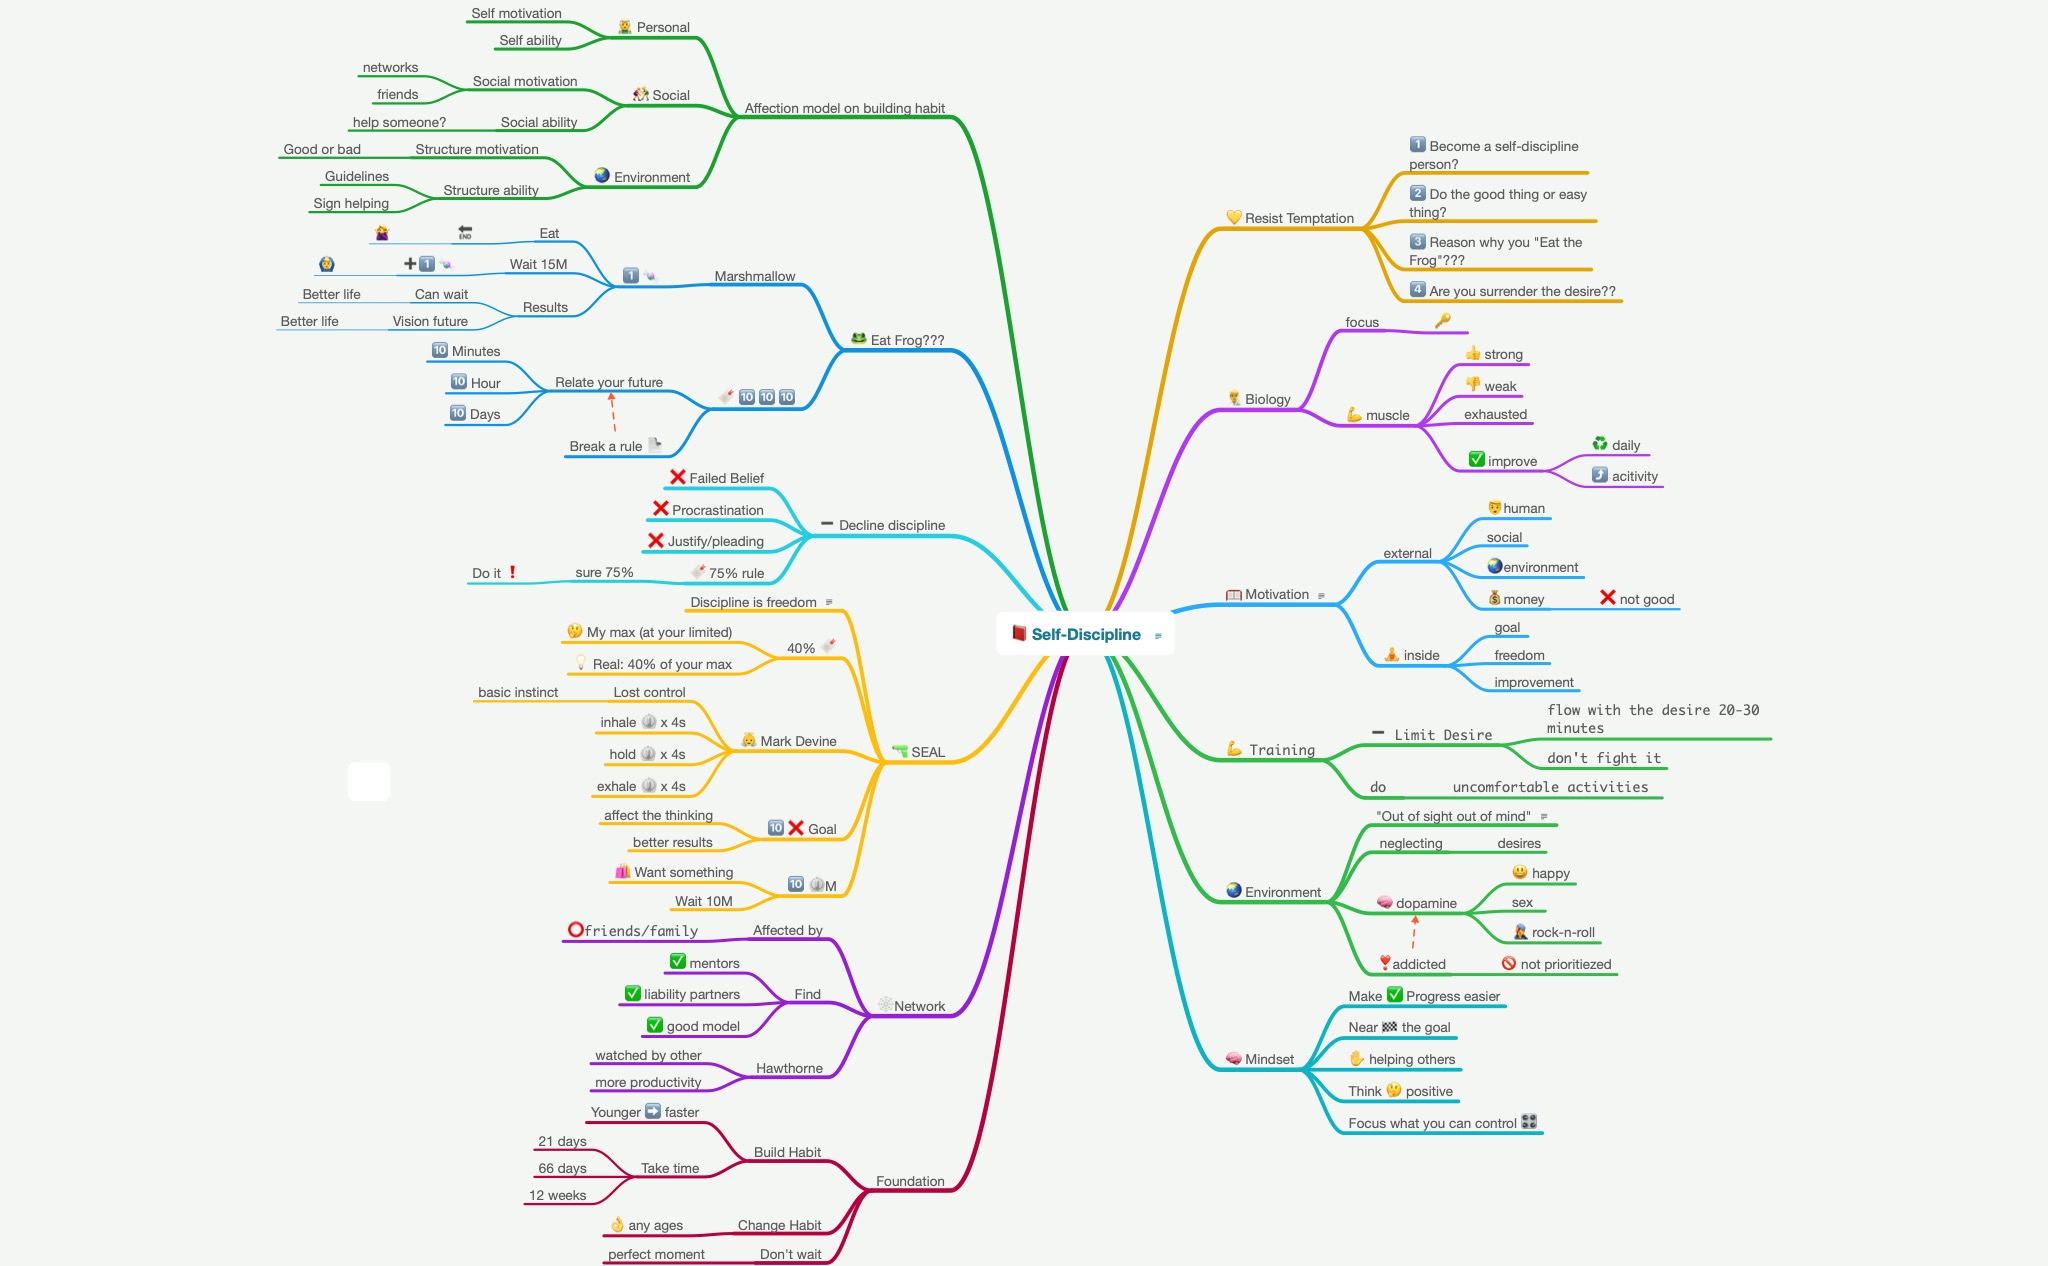 Self-Discipline
Resist Temptation
1 Become a self-discipline
person?
2 Do the good thing or easy
thing?
3 Reason why you "Eat the
Frog"???
4 Are you surrender the desire??
Biology
focus
muscle
strong
weak
exhausted
improve
daily
acitivity
Motivation
external
human
social
environment
money
not good
inside
goal
freedom
improvement
Training
Limit Desire
flow with the desire 20-30
minutes
don't fight it
do
uncomfortable activities
Environment
"Out of sight out of mind"
neglecting
desires
dopamine
happy
sex
rock-n-roll
addicted
not prioritiezed
Mindset
Make ✅ Progress easier
Near 🏁 the goal
helping others
Think 🤔 positive
Focus what you can control
Affection model on building habit
Personal
Self motivation
Self ability
Social
Social motivation
networks
friends
Social ability
help someone?
Environment
Structure motivation
Good or bad
Structure ability
Guidelines
Sign helping
Eat Frog???
Marshmallow
1
Eat
END
Wait 15M
+ 1
Results
Can wait
Better life
Vision future
Better life
10 10 10
Relate your future
10 Minutes
10 Hour
10 Days
Break a rule
Decline discipline
Failed Belief
Procrastination
Justify/pleading
75% rule
sure 75%
Do it ❗
SEAL
Discipline is freedom
40%
My max (at your limited)
Real: 40% of your max
Mark Devine
Lost control
basic instinct
inhale ⏱ x 4s
hold ⏱ x 4s
exhale ⏱ x 4s
10 ❌ Goal
affect the thinking
better results
10 ⏱M
Want something
Wait 10M
Network
Affected by
friends/family
Find
mentors
liability partners
good model
Hawthorne
watched by other
more productivity
Foundation
Build Habit
Younger ➡ faster
Take time
21 days
66 days
12 weeks
Change Habit
any ages
Don't wait
perfect moment